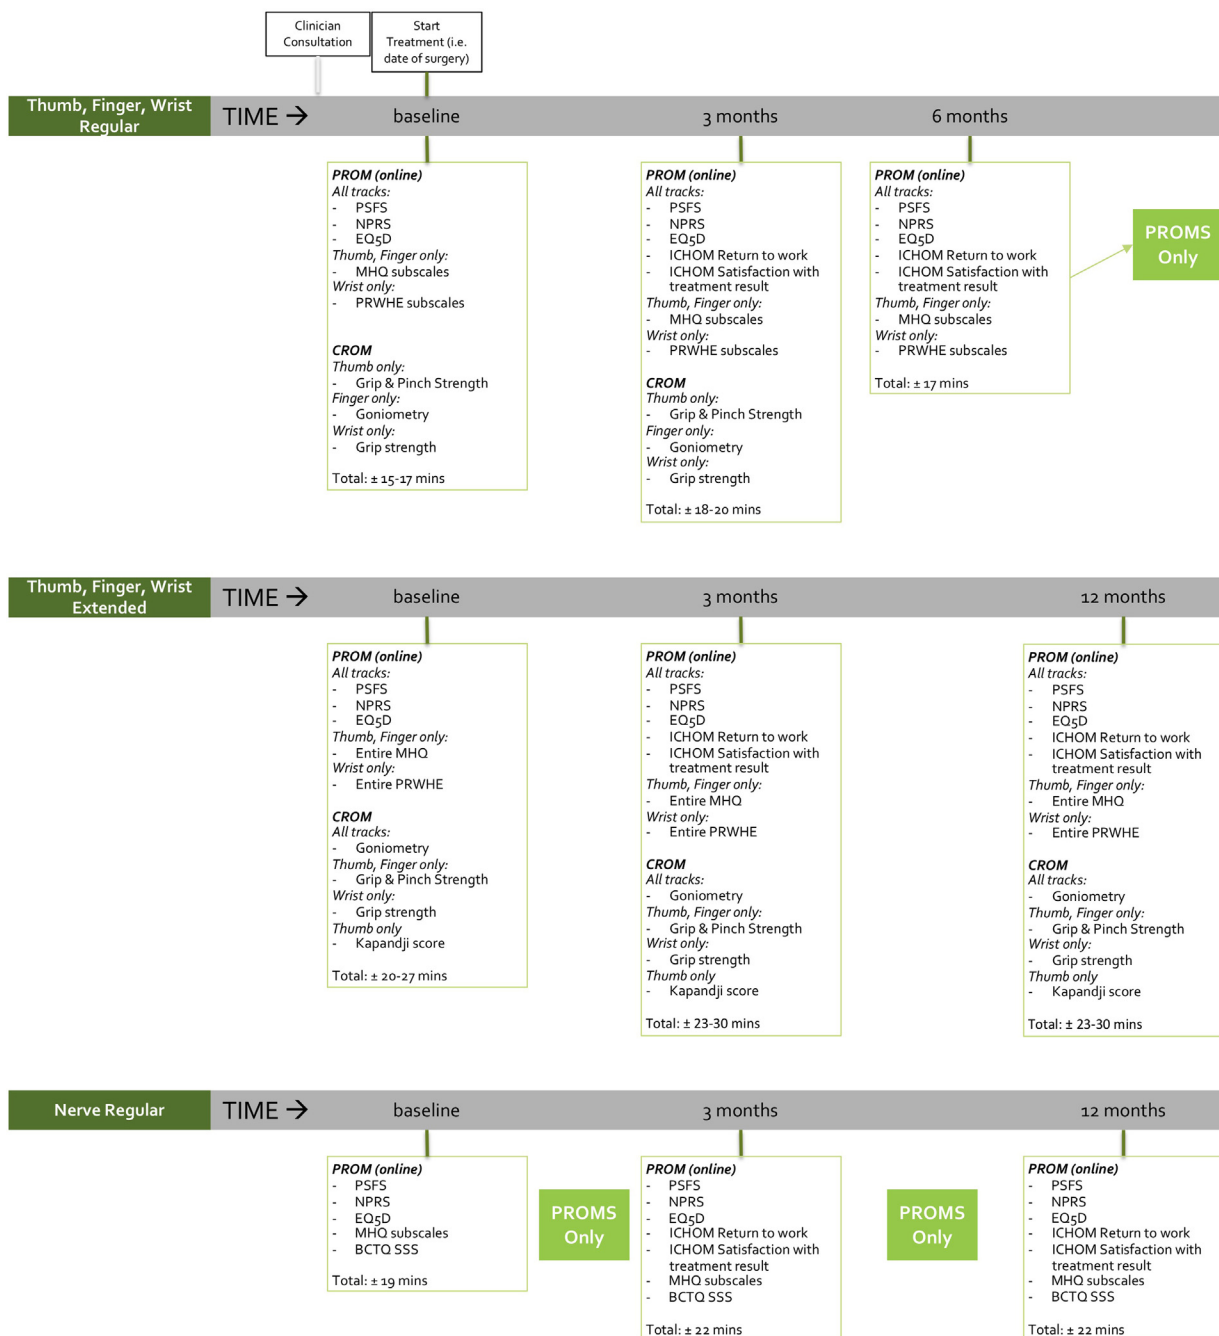 Clinician
Consultation
Start
Treatment (i.e.
date of surgery)
Thumb, Finger, Wrist
Regular
TIME →
baseline
3 months
6 months
PROM (online)
All tracks:
- PSFS
- NPRS
- EQ5D
Thumb, Finger only:
- MHQ subscales
Wrist only:
- PRWHE subscales
CROM
Thumb only:
- Grip & Pinch Strength
Finger only:
- Goniometry
Wrist only:
- Grip strength
Total: ± 15-17 mins
PROM (online)
All tracks:
- PSFS
- NPRS
- EQ5D
- ICHOM Return to work
- ICHOM Satisfaction with
treatment result
Thumb, Finger only:
- MHQ subscales
Wrist only:
- PRWHE subscales
CROM
Thumb only:
- Grip & Pinch Strength
Finger only:
- Goniometry
Wrist only:
- Grip strength
Total: ± 18-20 mins
PROM (online)
All tracks:
- PSFS
- NPRS
- EQ5D
- ICHOM Return to work
- ICHOM Satisfaction with
treatment result
Thumb, Finger only:
- MHQ subscales
Wrist only:
- PRWHE subscales
Total: ± 17 mins
PROMS
Only
Thumb, Finger, Wrist
Extended
TIME →
baseline
3 months
12 months
PROM (online)
All tracks:
- PSFS
- NPRS
- EQ5D
Thumb, Finger only:
- Entire MHQ
Wrist only:
- Entire PRWHE
CROM
All tracks:
- Goniometry
Thumb, Finger only:
- Grip & Pinch Strength
Wrist only:
- Grip strength
Thumb only
- Kapandji score
Total: ± 20-27 mins
PROM (online)
All tracks:
- PSFS
- NPRS
- EQ5D
- ICHOM Return to work
- ICHOM Satisfaction with
treatment result
Thumb, Finger only:
- Entire MHQ
Wrist only:
- Entire PRWHE
CROM
All tracks:
- Goniometry
Thumb, Finger only:
- Grip & Pinch Strength
Wrist only:
- Grip strength
Thumb only
- Kapandji score
Total: ± 23-30 mins
PROM (online)
All tracks:
- PSFS
- NPRS
- EQ5D
- ICHOM Return to work
- ICHOM Satisfaction with
treatment result
Thumb, Finger only:
- Entire MHQ
Wrist only:
- Entire PRWHE
CROM
All tracks:
- Goniometry
Thumb, Finger only:
- Grip & Pinch Strength
Wrist only:
- Grip strength
Thumb only
- Kapandji score
Total: ± 23-30 mins
Nerve Regular
TIME →
baseline
3 months
12 months
PROM (online)
- PSFS
- NPRS
- EQ5D
- MHQ subscales
- BCTQ SSS
Total: ± 19 mins
PROMS
Only
PROM (online)
- PSFS
- NPRS
- EQ5D
- ICHOM Return to work
- ICHOM Satisfaction with
treatment result
- MHQ subscales
- BCTQ SSS
Total: ± 22 mins
PROMS
Only
PROM (online)
- PSFS
- NPRS
- EQ5D
- ICHOM Return to work
- ICHOM Satisfaction with
treatment result
- MHQ subscales
- BCTQ SSS
Total: ± 22 mins